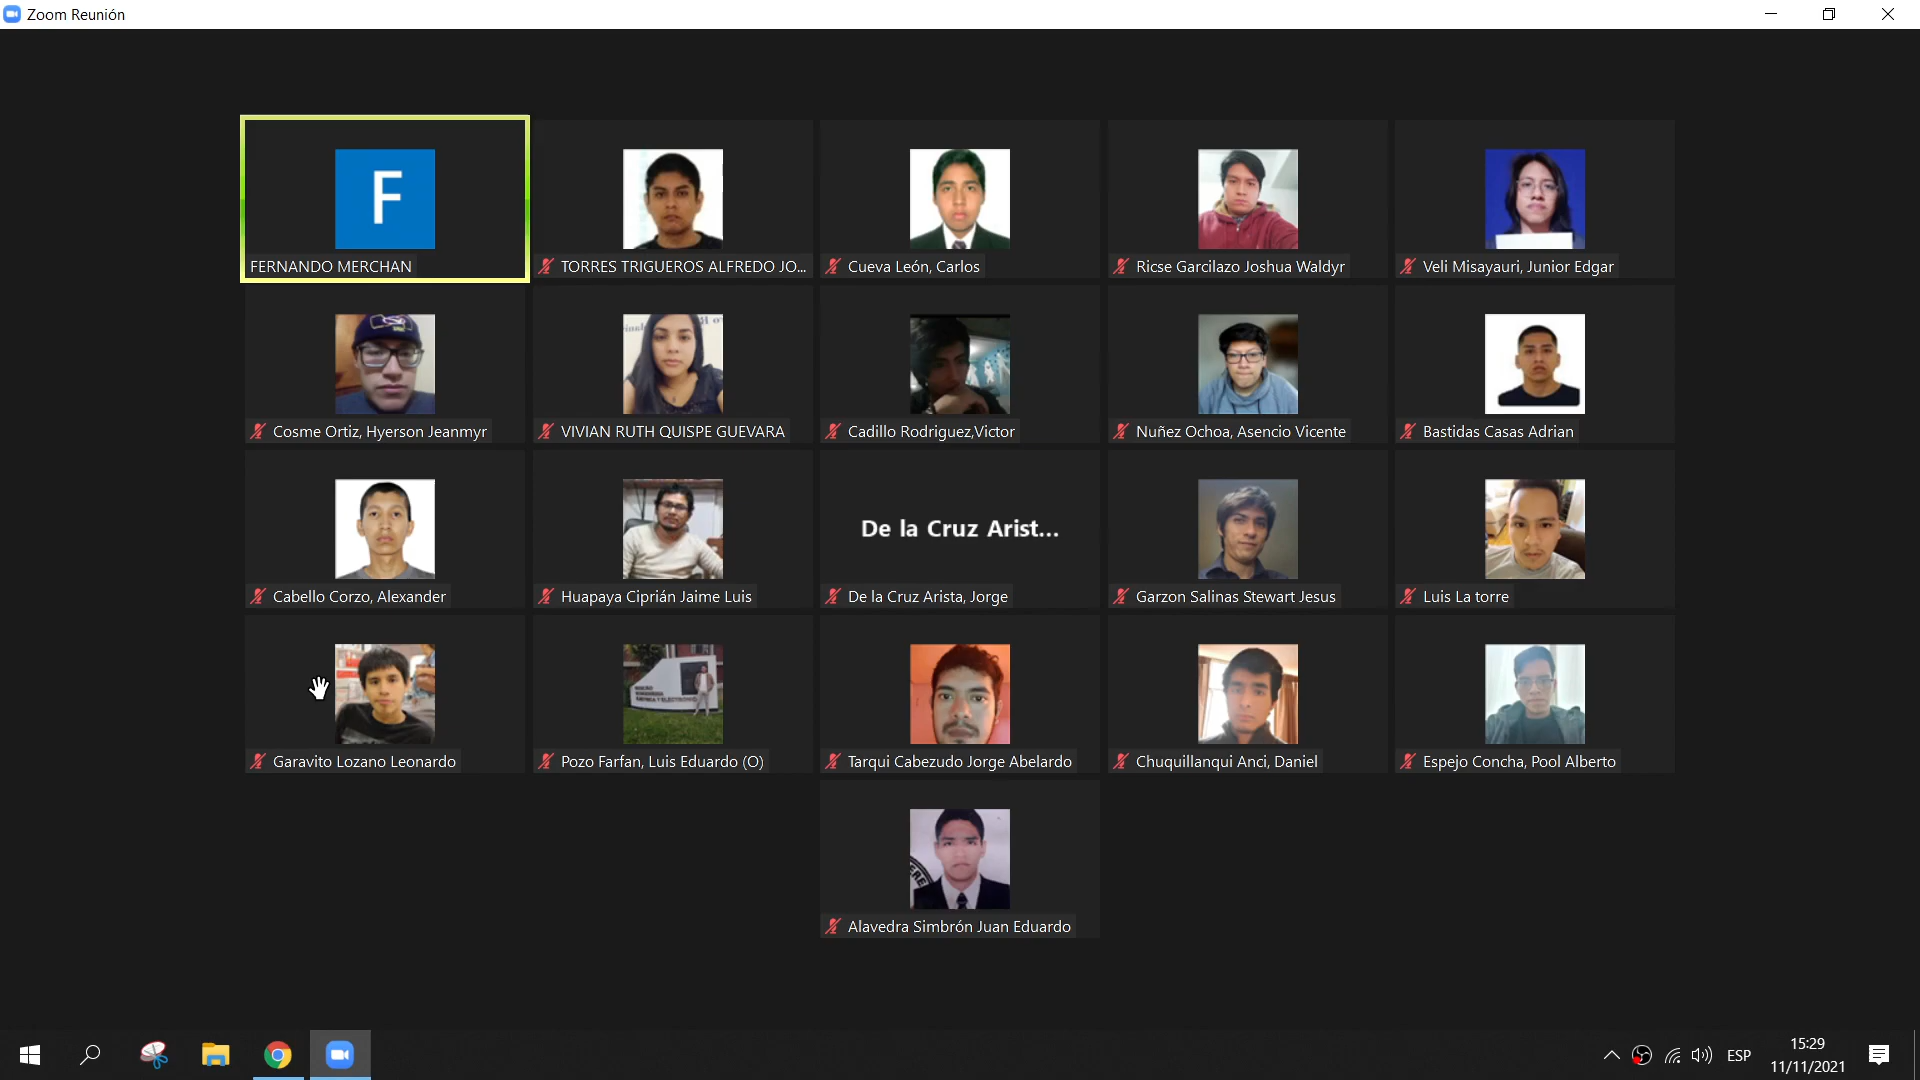 Zoom Reunión
F
FERNANDO MERCHAN
TORRES TRIGUEROS ALFREDO JO...
Cueva León, Carlos
Ricse Garcilazo Joshua Waldyr
Veli Misayauri, Junior Edgar
Cosme Ortiz, Hyerson Jeanmyr
VIVIAN RUTH QUISPE GUEVARA
Cadillo Rodriguez,Victor
Nuñez Ochoa, Asencio Vicente
Bastidas Casas Adrian
De la Cruz Arist...
Cabello Corzo, Alexander
Huapaya Ciprián Jaime Luis
De la Cruz Arista, Jorge
Garzon Salinas Stewart Jesus
Luis La torre
Garavito Lozano Leonardo
Pozo Farfan, Luis Eduardo (O)
Tarqui Cabezudo Jorge Abelardo
Chuquillanqui Anci, Daniel
Espejo Concha, Pool Alberto
Alavedra Simbrón Juan Eduardo
ESP
15:29
11/11/2021